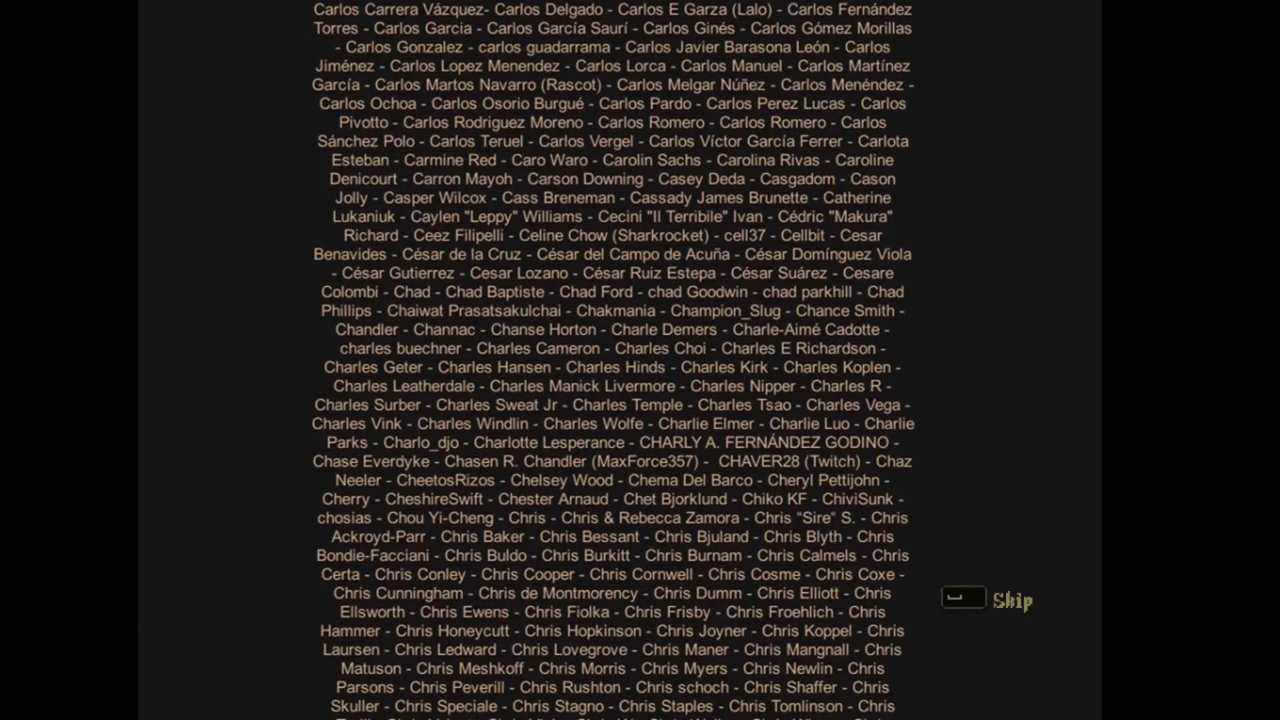 Carlos Carrera Vázquez- Carlos Delgado - Carlos E Garza (Lalo) - Carlos Fernández
Torres - Carlos Garcia - Carlos García Saurí - Carlos Ginés - Carlos Gómez Morillas
- Carlos Gonzalez - carlos guadarrama - Carlos Javier Barasona León - Carlos
Jiménez - Carlos Lopez Menendez - Carlos Lorca - Carlos Manuel - Carlos Martínez
García - Carlos Martos Navarro (Rascot) - Carlos Melgar Núñez - Carlos Menéndez -
Carlos Ochoa - Carlos Osorio Burgué - Carlos Pardo - Carlos Perez Lucas - Carlos
Pivotto - Carlos Rodriguez Moreno - Carlos Romero - Carlos Romero - Carlos
Sánchez Polo - Carlos Teruel - Carlos Vergel - Carlos Víctor García Ferrer - Carlota
Esteban - Carmine Red - Caro Waro - Carolin Sachs - Carolina Rivas - Caroline
Denicourt - Carron Mayoh - Carson Downing - Casey Deda - Casgadom - Cason
Jolly - Casper Wilcox - Cass Breneman - Cassady James Brunette - Catherine
Lukaniuk - Caylen "Leppy" Williams - Cecini "Il Terribile" Ivan - Cédric "Makura"
Richard - Ceez Filipelli - Celine Chow (Sharkrocket) - cell37 - Cellbit - Cesar
Benavides - César de la Cruz - César del Campo de Acuña - César Domínguez Viola
- César Gutierrez - Cesar Lozano - César Ruiz Estepa - César Suárez - Cesare
Colombi - Chad - Chad Baptiste - Chad Ford - chad Goodwin - chad parkhill - Chad
Phillips - Chaiwat Prasatsakulchai - Chakmania - Champion_Slug - Chance Smith -
Chandler - Channac - Chanse Horton - Charle Demers - Charle-Aimé Cadotte -
charles buechner - Charles Cameron - Charles Choi - Charles E Richardson -
Charles Geter - Charles Hansen - Charles Hinds - Charles Kirk - Charles Koplen -
Charles Leatherdale - Charles Manick Livermore - Charles Nipper - Charles R -
Charles Surber - Charles Sweat Jr - Charles Temple - Charles Tsao - Charles Vega -
Charles Vink - Charles Windlin - Charles Wolfe - Charlie Elmer - Charlie Luo - Charlie
Parks - Charlo_djo - Charlotte Lesperance - CHARLY A. FERNÁNDEZ GODINO -
Chase Everdyke - Chasen R. Chandler (MaxForce357) -  CHAVER28 (Twitch) - Chaz
Neeler - CheetosRizos - Chelsey Wood - Chema Del Barco - Cheryl Pettijohn -
Cherry - CheshireSwift - Chester Arnaud - Chet Bjorklund - Chiko KF - ChiviSunk -
chosias - Chou Yi-Cheng - Chris - Chris & Rebecca Zamora - Chris “Sire“ S. - Chris
Ackroyd-Parr - Chris Baker - Chris Bessant - Chris Bjuland - Chris Blyth - Chris
Bondie-Facciani - Chris Buldo - Chris Burkitt - Chris Burnam - Chris Calmels - Chris
Certa - Chris Conley - Chris Cooper - Chris Cornwell - Chris Cosme - Chris Coxe -
Chris Cunningham - Chris de Montmorency - Chris Dumm - Chris Elliott - Chris
Ellsworth - Chris Ewens - Chris Fiolka - Chris Frisby - Chris Froehlich - Chris
Hammer - Chris Honeycutt - Chris Hopkinson - Chris Joyner - Chris Koppel - Chris
Laursen - Chris Ledward - Chris Lovegrove - Chris Maner - Chris Mangnall - Chris
Matuson - Chris Meshkoff - Chris Morris - Chris Myers - Chris Newlin - Chris
Parsons - Chris Peverill - Chris Rushton - Chris schoch - Chris Shaffer - Chris
Skuller - Chris Speciale - Chris Stagno - Chris Staples - Chris Tomlinson - Chris
Skip